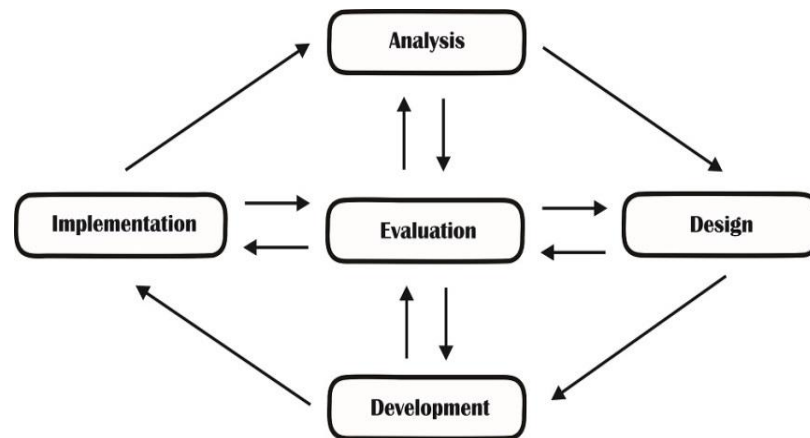 Analysis
Implementation
Evaluation
Design
Development